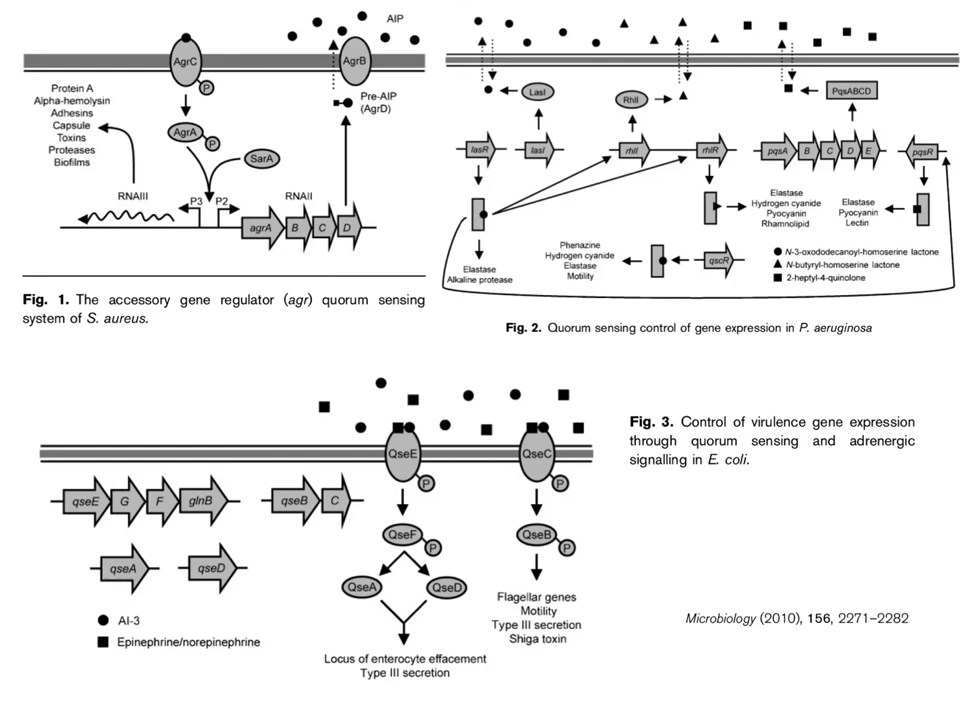 AIP
AgrC
P
AgrB
Protein A
Alpha-hemolysin
Adhesins
Capsule
Toxins
Proteases
Biofilms
Pre-AIP
(AgrD)
AgrA
P
SarA
RNAIII
P3
P2
RNAII
agrA
B
C
D
Fig. 1. The accessory gene regulator (agr) quorum sensing
system of S. aureus.
LasI
RhlI
PqsABCD
lasR
lasI
rhlI
rhlR
pqsA
B
C
D
E
pqsR
Elastase
Alkaline protease
Elastase
Hydrogen cyanide
Pyocyanin
Rhamnolipid
Elastase
Pyocyanin
Lectin
Phenazine
Hydrogen cyanide
Elastase
Motility
qscR
N-3-oxododecanoyl-homoserine lactone
N-butyryl-homoserine lactone
2-heptyl-4-quinolone
Fig. 2. Quorum sensing control of gene expression in P. aeruginosa
QseE
P
QseC
P
qseE
G
F
glnB
qseB
C
QseF
P
QseB
P
qseA
qseD
QseA
QseD
Flagellar genes
Motility
Type III secretion
Shiga toxin
AI-3
Epinephrine/norepinephrine
Locus of enterocyte effacement
Type III secretion
Fig. 3. Control of virulence gene expression
through quorum sensing and adrenergic
signalling in E. coli.
Microbiology (2010), 156, 2271–2282